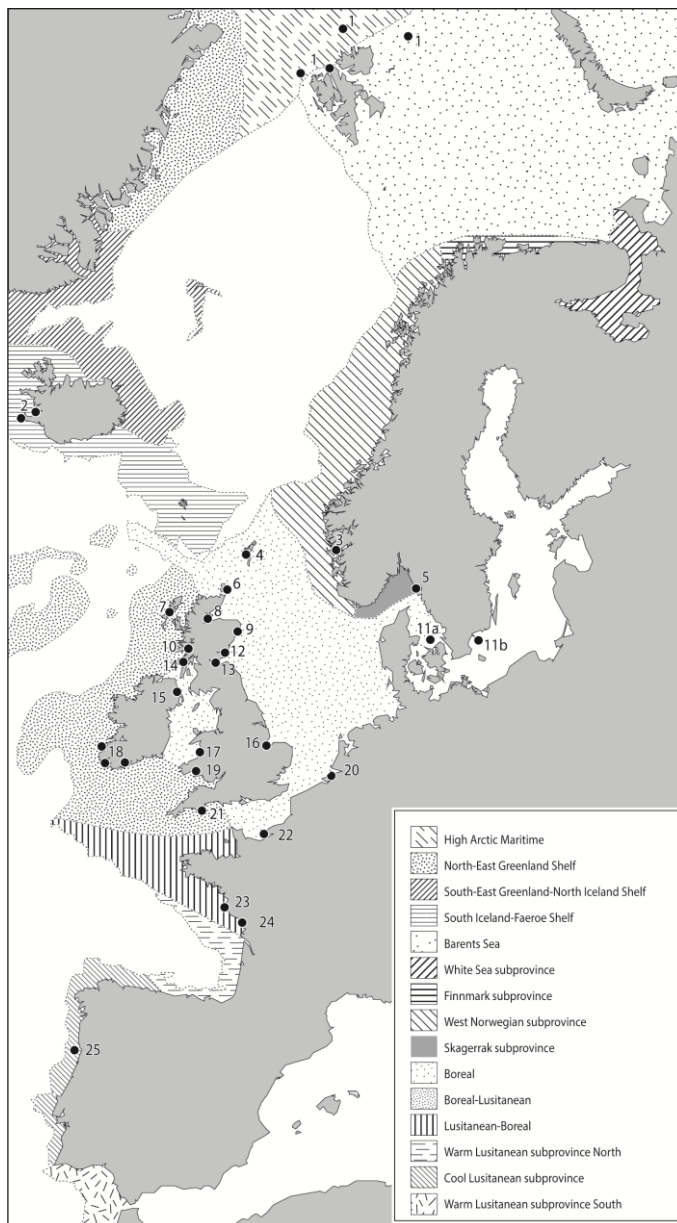 1
1
1
2
3
4
5
6
7
8
9
10
11a
11b
12
13
14
15
16
17
18
19
20
21
22
23
24
25
High Arctic Maritime
North-East Greenland Shelf
South-East Greenland-North Iceland Shelf
South Iceland-Faeroe Shelf
Barents Sea
White Sea subprovince
Finnmark subprovince
West Norwegian subprovince
Skagerrak subprovince
Boreal
Boreal-Lusitanean
Lusitanean-Boreal
Warm Lusitanean subprovince North
Cool Lusitanean subprovince
Warm Lusitanean subprovince South